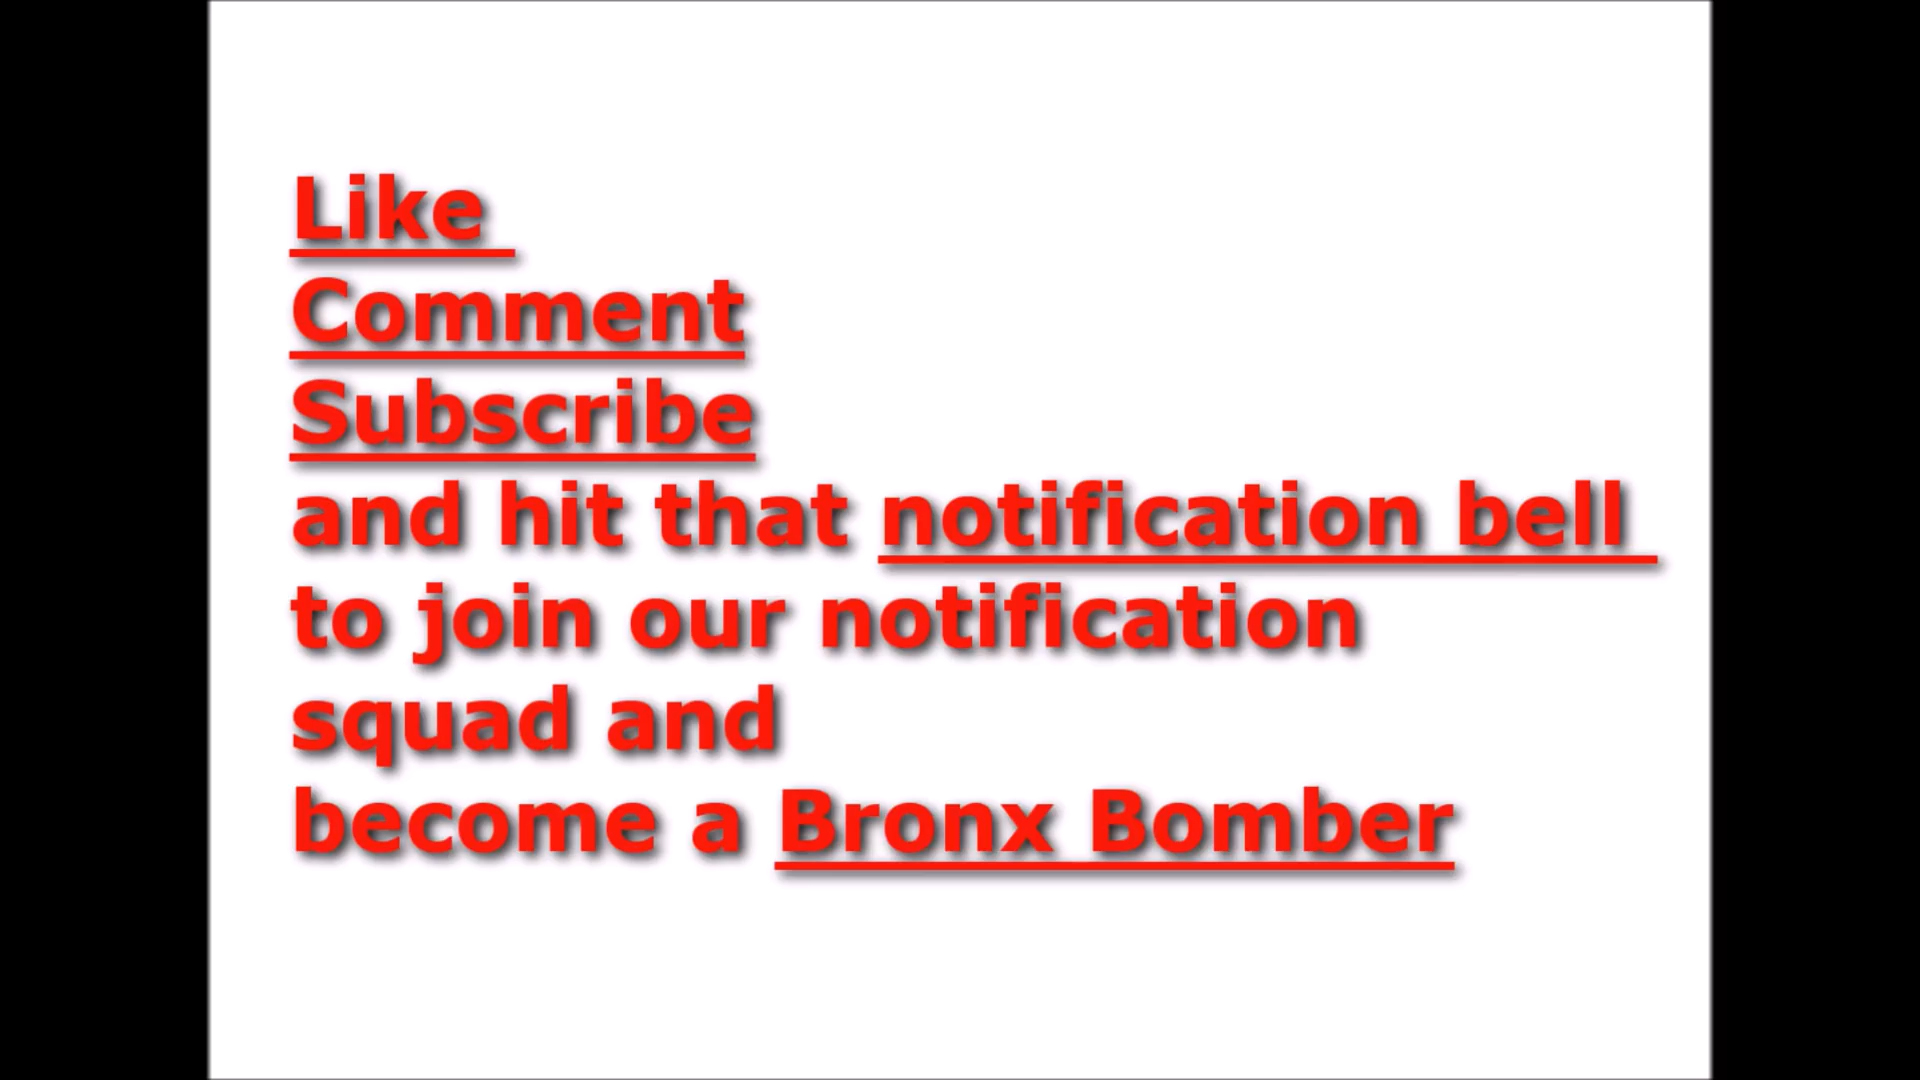 Like
Comment
Subscribe
and hit that notification bell
to join our notification
squad and
become a Bronx Bomber